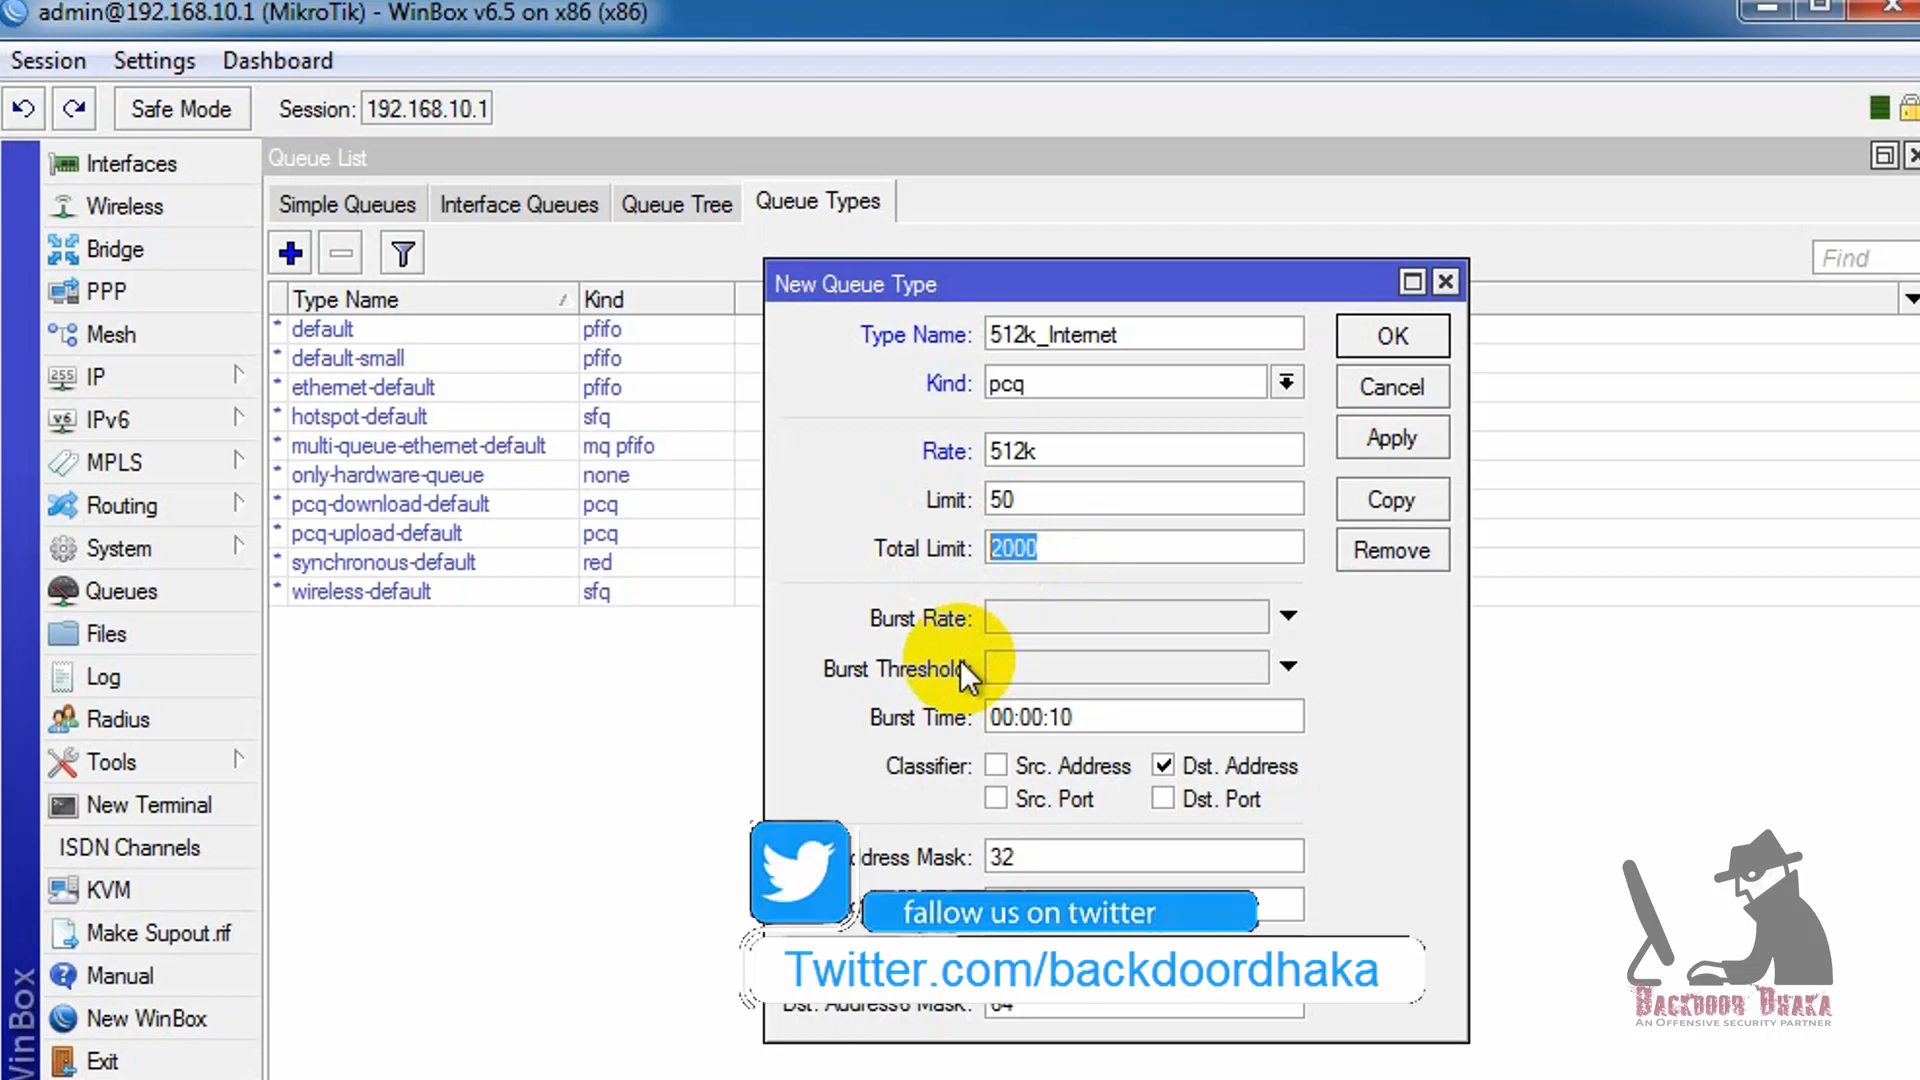 admin@192.168.10.1 (MikroTik) - WinBox v6.5 on x86 (x86)
Session Settings Dashboard
Safe Mode Session: 192.168.10.1
Interfaces
Wireless
Bridge
PPP
Mesh
255 IP
v6 IPv6
MPLS
Routing
System
Queues
Files
Log
Radius
Tools
New Terminal
ISDN Channels
KVM
Make Supout.rif
Manual
New WinBox
Exit
WinBox
Queue List
Simple Queues Interface Queues Queue Tree Queue Types
Find
Type Name / Kind
* default pfifo
* default-small pfifo
* ethernet-default pfifo
* hotspot-default sfq
* multi-queue-ethernet-default mq pfifo
* only-hardware-queue none
* pcq-download-default pcq
* pcq-upload-default pcq
* synchronous-default red
* wireless-default sfq
New Queue Type
Type Name: 512k_Internet
Kind: pcq
Rate: 512k
Limit: 50
Total Limit: 2000
Burst Rate:
Burst Threshold:
Burst Time: 00:00:10
Classifier: Src. Address Dst. Address
Src. Port Dst. Port
ddress Mask: 32
Dst. Address6 Mask: 64
OK
Cancel
Apply
Copy
Remove
fallow us on twitter
Twitter.com/backdoordhaka
Backdoor Dhaka
An Offensive security partner